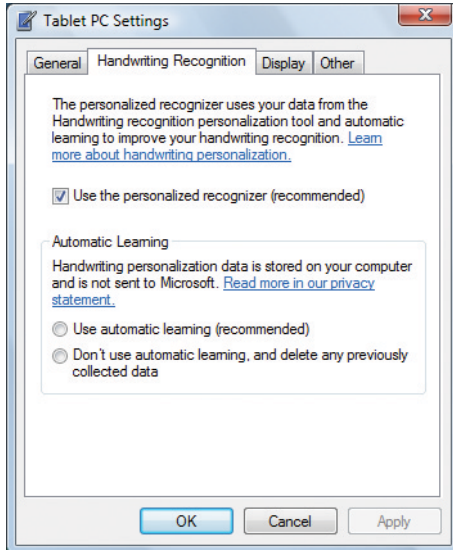 Tablet PC Settings
General Handwriting Recognition Display Other
The personalized recognizer uses your data from the
Handwriting recognition personalization tool and automatic
learning to improve your handwriting recognition. Learn
more about handwriting personalization.
Use the personalized recognizer (recommended)
Automatic Learning
Handwriting personalization data is stored on your computer
and is not sent to Microsoft. Read more in our privacy
statement.
Use automatic learning (recommended)
Don't use automatic learning, and delete any previously
collected data
OK Cancel Apply